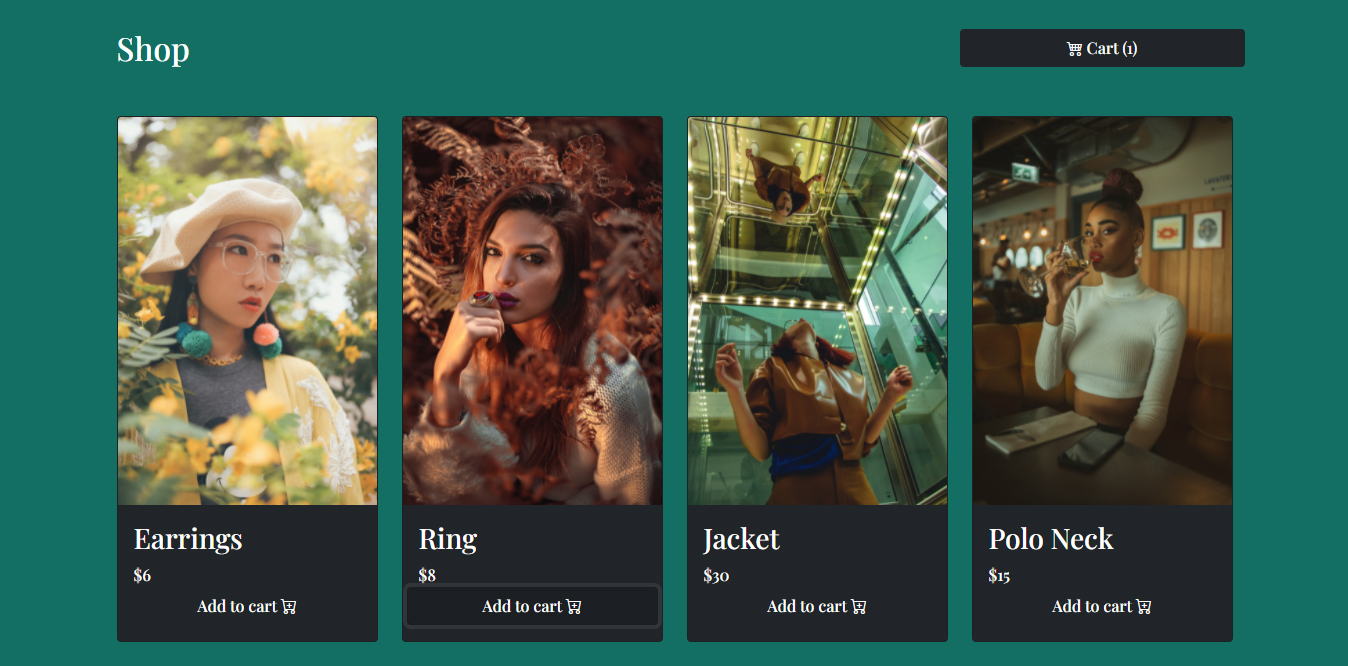 Shop
Cart (1)
Earrings
$6
Add to cart
Ring
$8
Add to cart
Jacket
$30
Add to cart
Polo Neck
$15
Add to cart